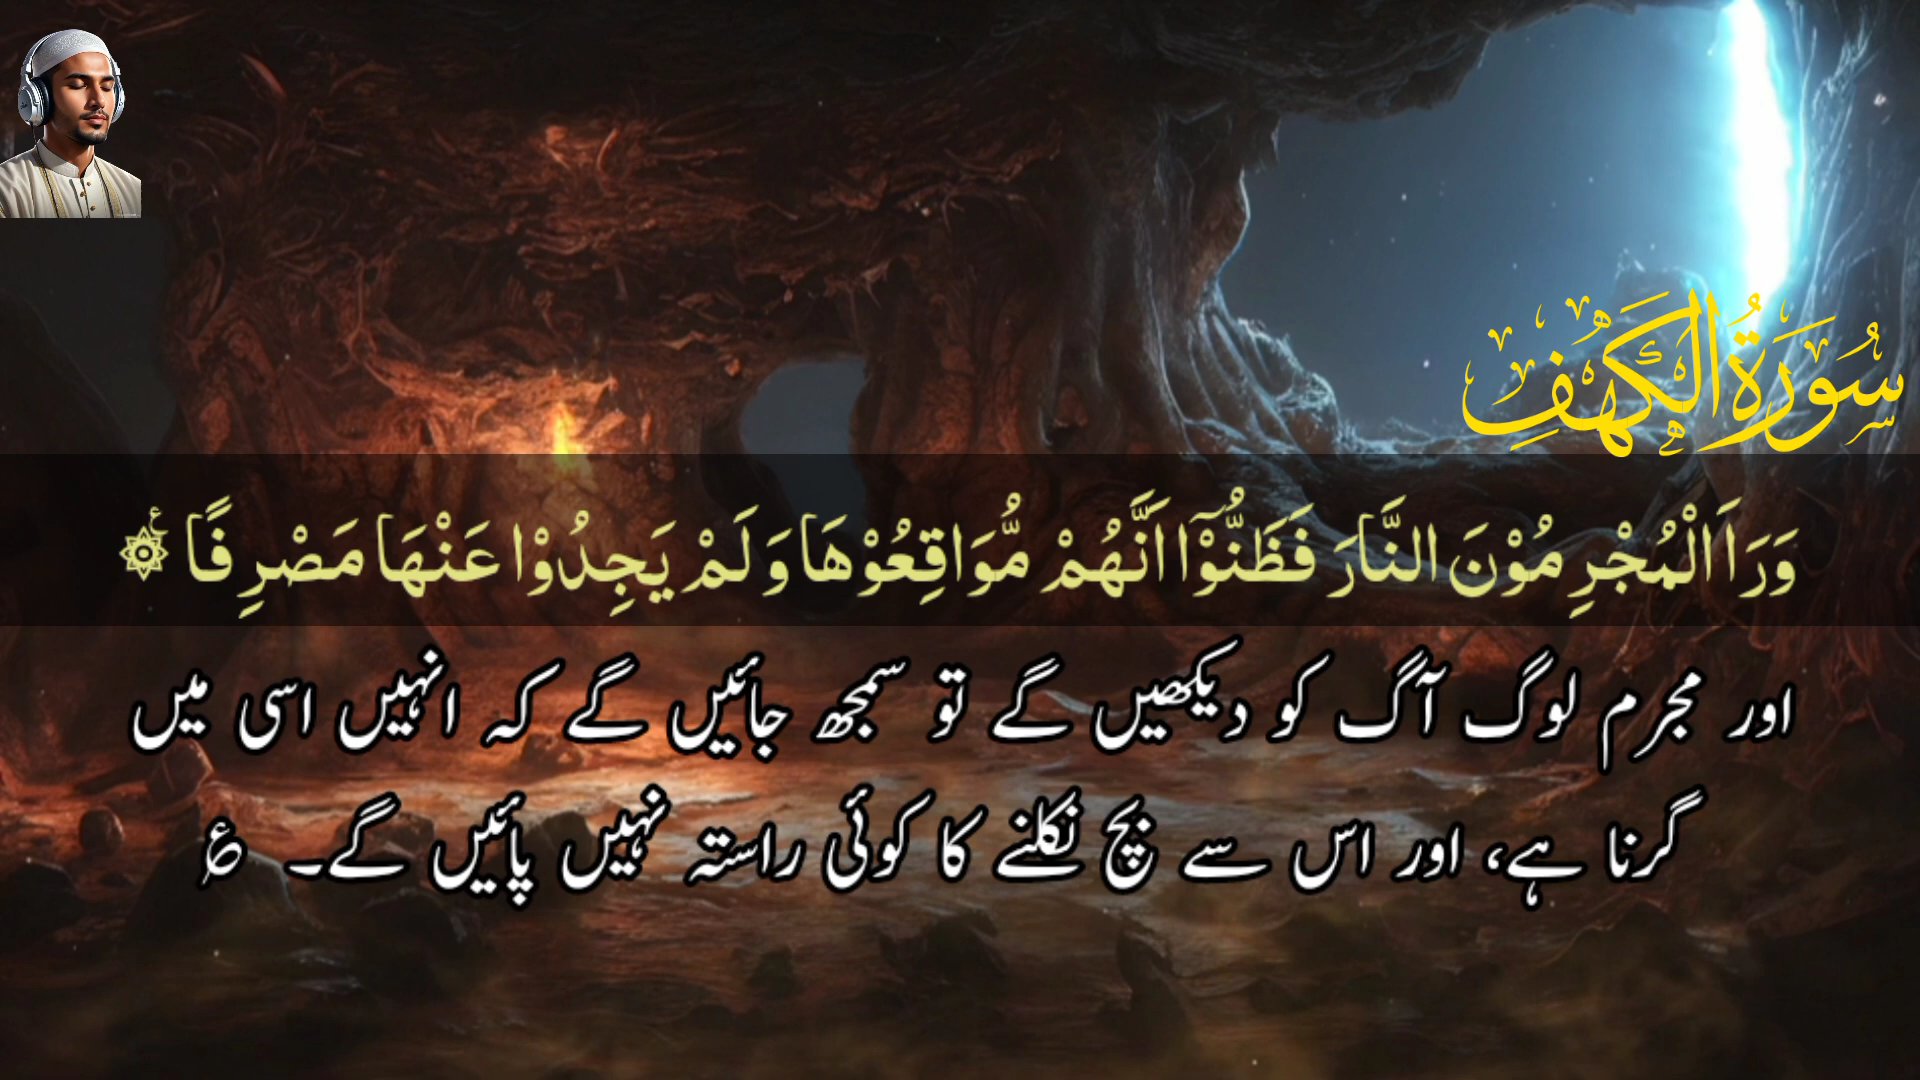 سُورَةُ الْكَهْفِ
وَرَاَ الْمُجْرِمُوْنَ النَّارَ فَظَنُّوْۤا اَنَّهُمْ مُّوَاقِعُوْهَا وَلَمْ يَجِدُوْا عَنْهَا مَصْرِفًا ۞ؑ
اور مجرم لوگ آگ کو دیکھیں گے تو سمجھ جائیں گے کہ انہیں اسی میں
گرنا ہے، اور اس سے بچ نکلنے کا کوئی راستہ نہیں پائیں گے۔ ؏